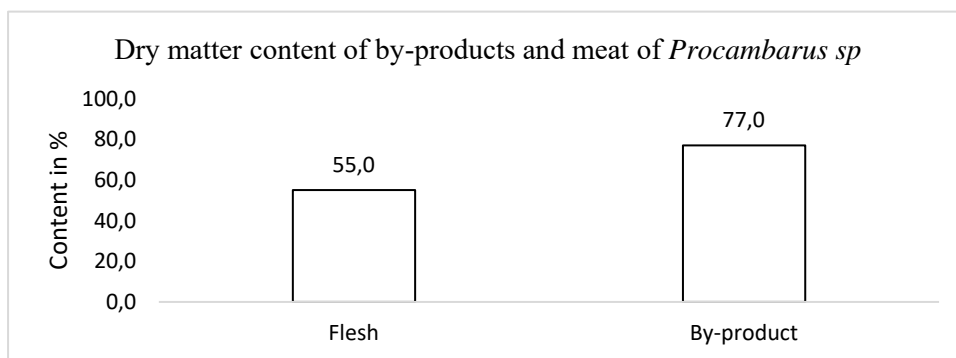 Dry matter content of by-products and meat of Procambarus sp
Content in %
100,0
80,0
60,0
40,0
20,0
0,0
55,0
77,0
Flesh
By-product